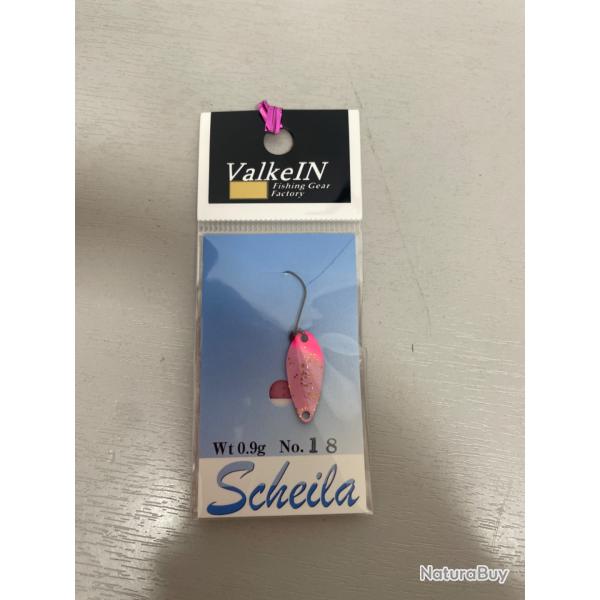 ValkeIN
Fishing Gear
Factory
Wt 0.9g No. 18
Scheila
NaturaBuy